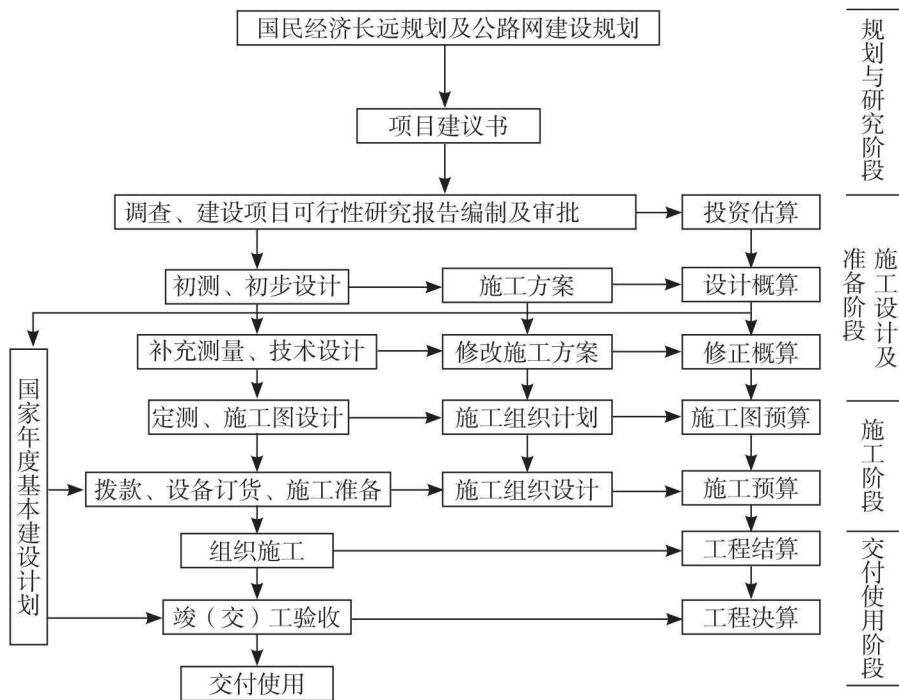 国民经济长远规划及公路网建设规划
项目建议书
调查、建设项目可行性研究报告编制及审批
投资估算
初测、初步设计
施工方案
设计概算
补充测量、技术设计
修改施工方案
修正概算
定测、施工图设计
施工组织计划
施工图预算
拨款、设备订货、施工准备
施工组织设计
施工预算
组织施工
工程结算
竣（交）工验收
工程决算
交付使用
国家年度基本建设计划
规划与研究阶段
施工设计及
准备阶段
施工阶段
交付使用阶段